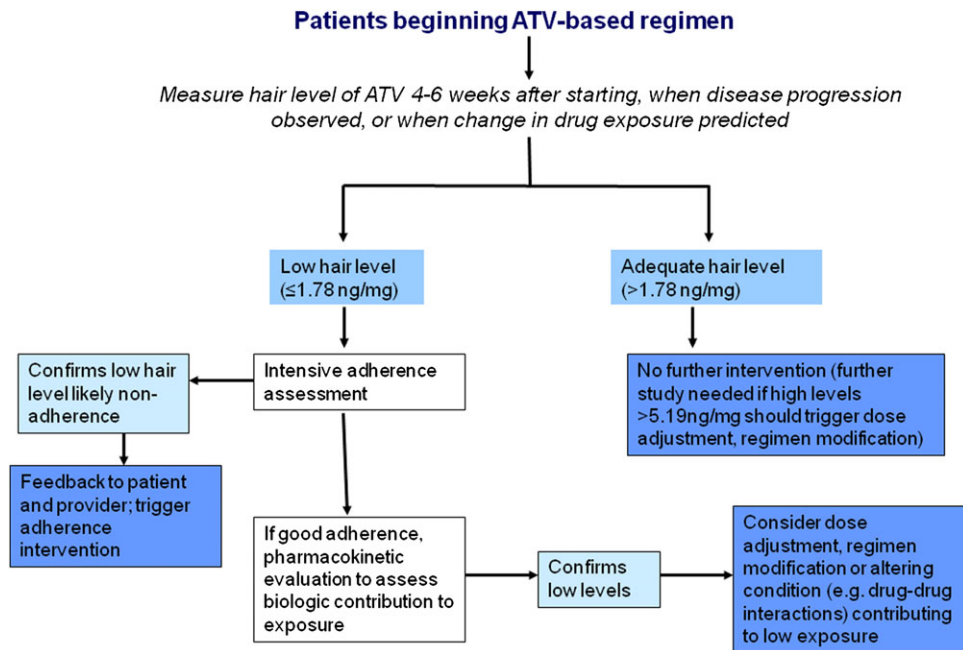 Patients beginning ATV-based regimen
Measure hair level of ATV 4-6 weeks after starting, when disease progression
observed, or when change in drug exposure predicted
Low hair level
(≤1.78 ng/mg)
Adequate hair level
(>1.78 ng/mg)
Confirms low hair
level likely non-
adherence
Intensive adherence
assessment
No further intervention (further
study needed if high levels
>5.19ng/mg should trigger dose
adjustment, regimen modification)
Feedback to patient
and provider; trigger
adherence
intervention
If good adherence,
pharmacokinetic
evaluation to assess
biologic contribution to
exposure
Confirms
low levels
Consider dose
adjustment, regimen
modification or altering
condition (e.g. drug-drug
interactions) contributing
to low exposure